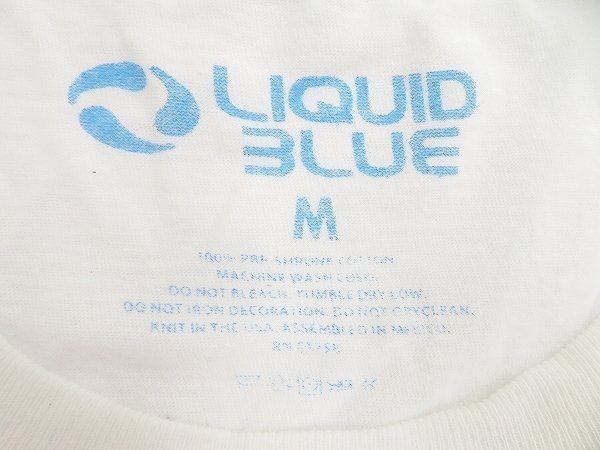 LIQUID
BLUE
M
100% PRE-SHRUNK COTTON
MACHINE WASH COLD.
DO NOT BLEACH. TUMBLE DRY LOW.
DO NOT IRON DECORATION. DO NOT DRYCLEAN.
KNIT IN THE USA. ASSEMBLED IN MEXICO.
RN